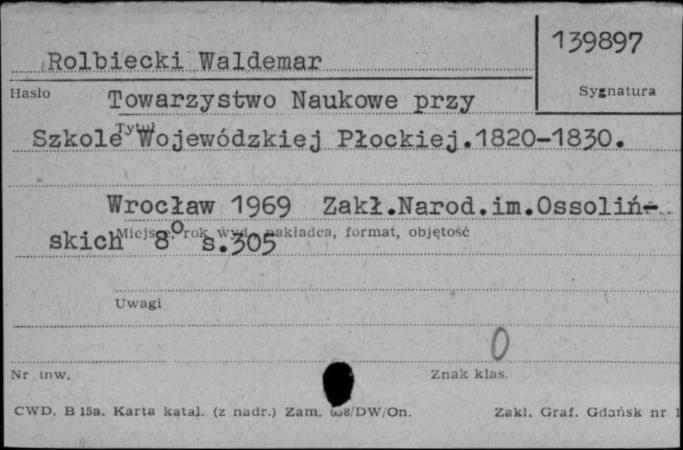 139897
Rolbiecki Waldemar
Hasło
Sygnatura
Towarzystwo Naukowe przy
Tytuł
Szkole Wojewódzkiej Płockiej.1820-1830.
Wrocław 1969 Zakł.Narod.im.Ossoliń-
skich 8⁰ s.305
Miejsce, rok wyd., nakładca, format, objętość
Uwagi
0
Nr inw.
Znak klas.
CWD. B 15a. Karta katal. (z nadr.) Zam. /DW/On.
Zakł. Graf. Gdańsk nr 1